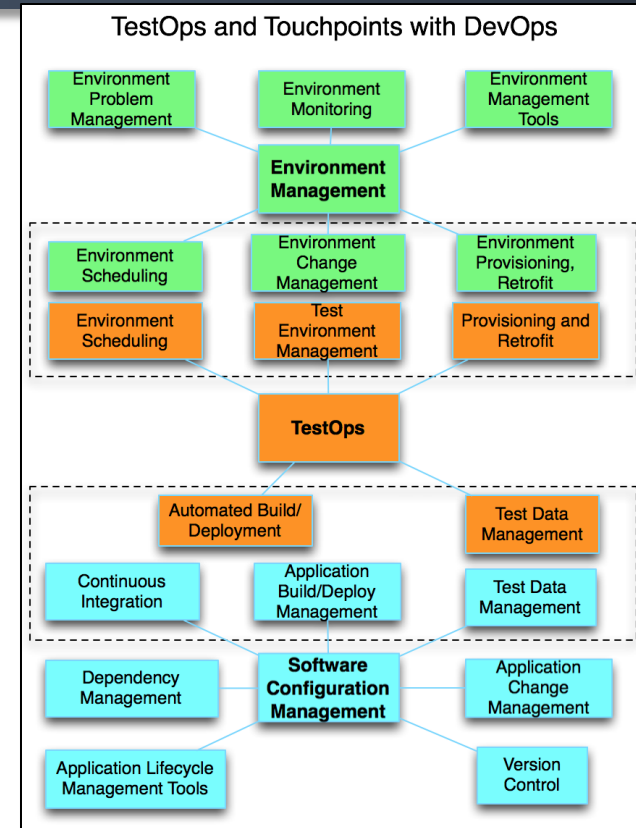 TestOps and Touchpoints with DevOps
Environment
Problem
Management
Environment
Monitoring
Environment
Management
Tools
Environment
Management
Environment
Scheduling
Environment
Change
Management
Environment
Provisioning,
Retrofit
Environment
Scheduling
Test
Environment
Management
Provisioning and
Retrofit
TestOps
Automated Build/
Deployment
Test Data
Management
Continuous
Integration
Application
Build/Deploy
Management
Test Data
Management
Dependency
Management
Software
Configuration
Management
Application
Change
Management
Application Lifecycle
Management Tools
Version
Control